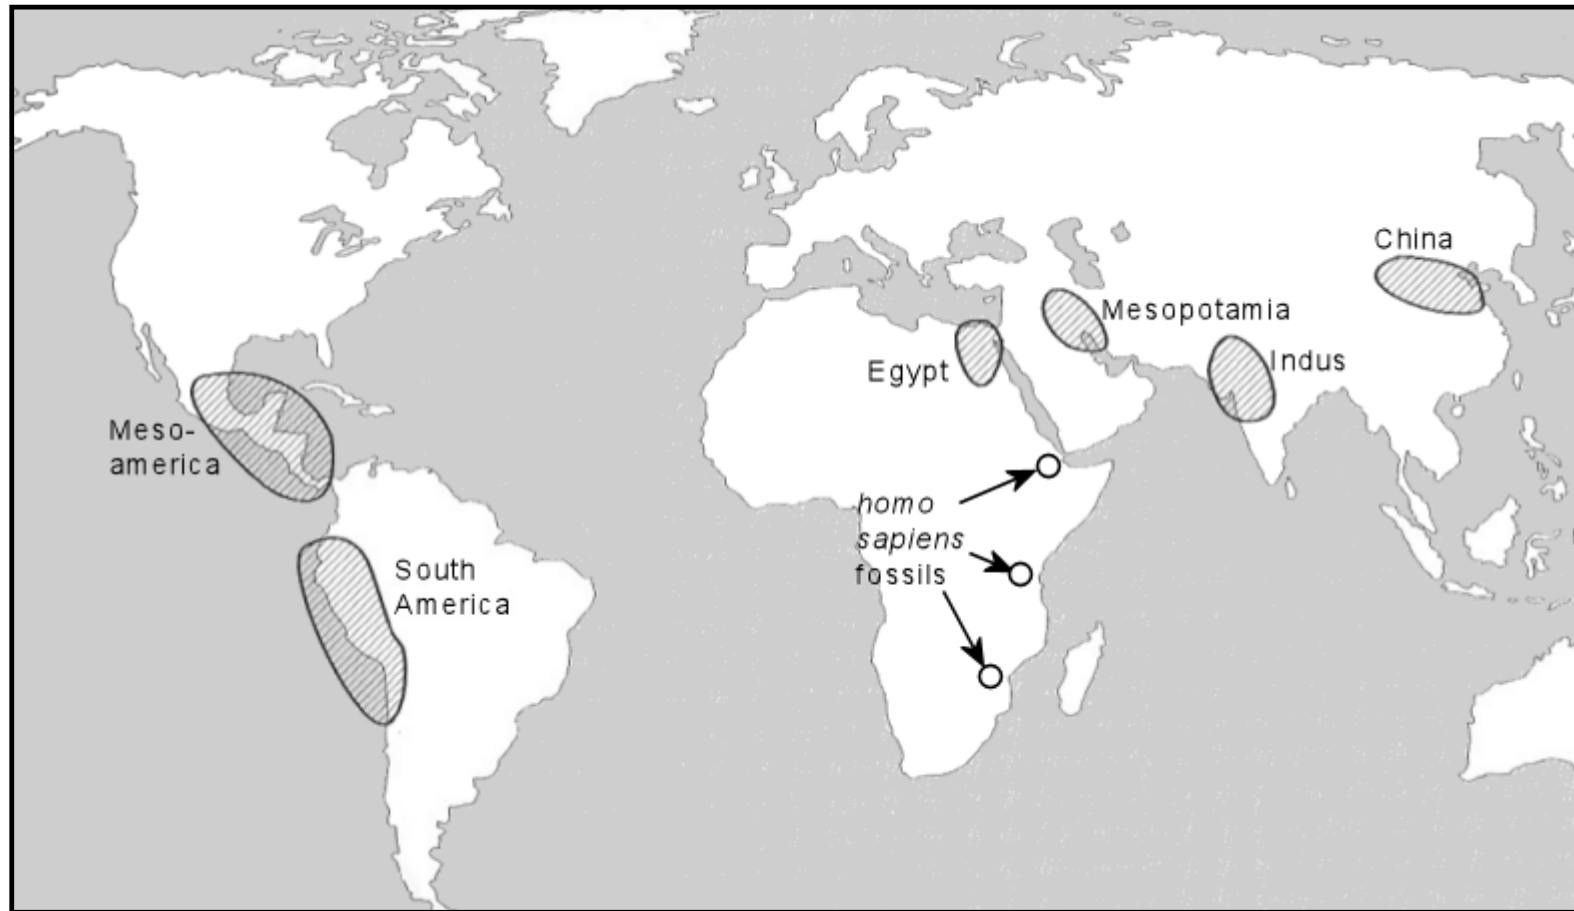 China
Mesopotamia
Indus
Egypt
Meso-
america
homo
sapiens
fossils
South
America